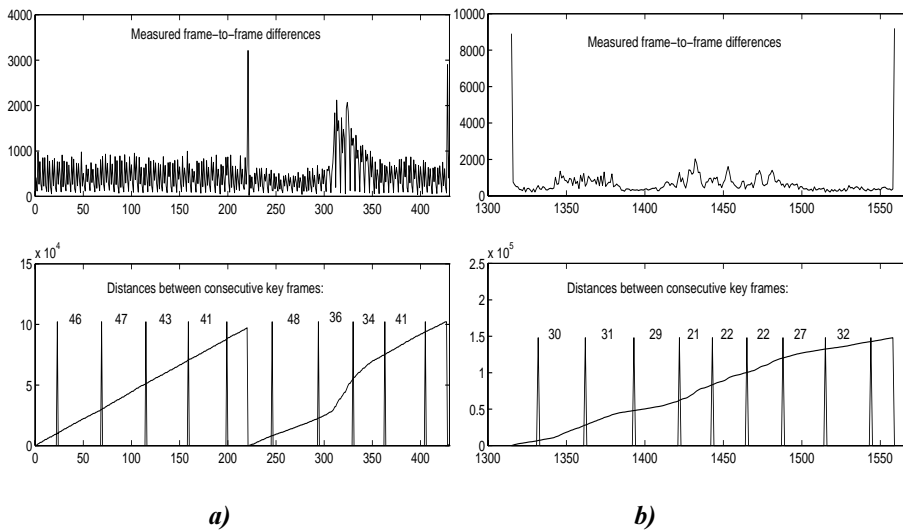 4000
Measured frame-to-frame differences
3000
2000
1000
0
0 50 100 150 200 250 300 350 400
10000
Measured frame-to-frame differences
8000
6000
4000
2000
0
1300 1350 1400 1450 1500 1550
x 10^4
15
Distances between consecutive key frames:
46 47 43 41 48 36 34 41
10
5
0
0 50 100 150 200 250 300 350 400
x 10^5
2.5
Distances between consecutive key frames:
2
30 31 29 21 22 22 27 32
1.5
1
0.5
0
1300 1350 1400 1450 1500 1550
a) b)